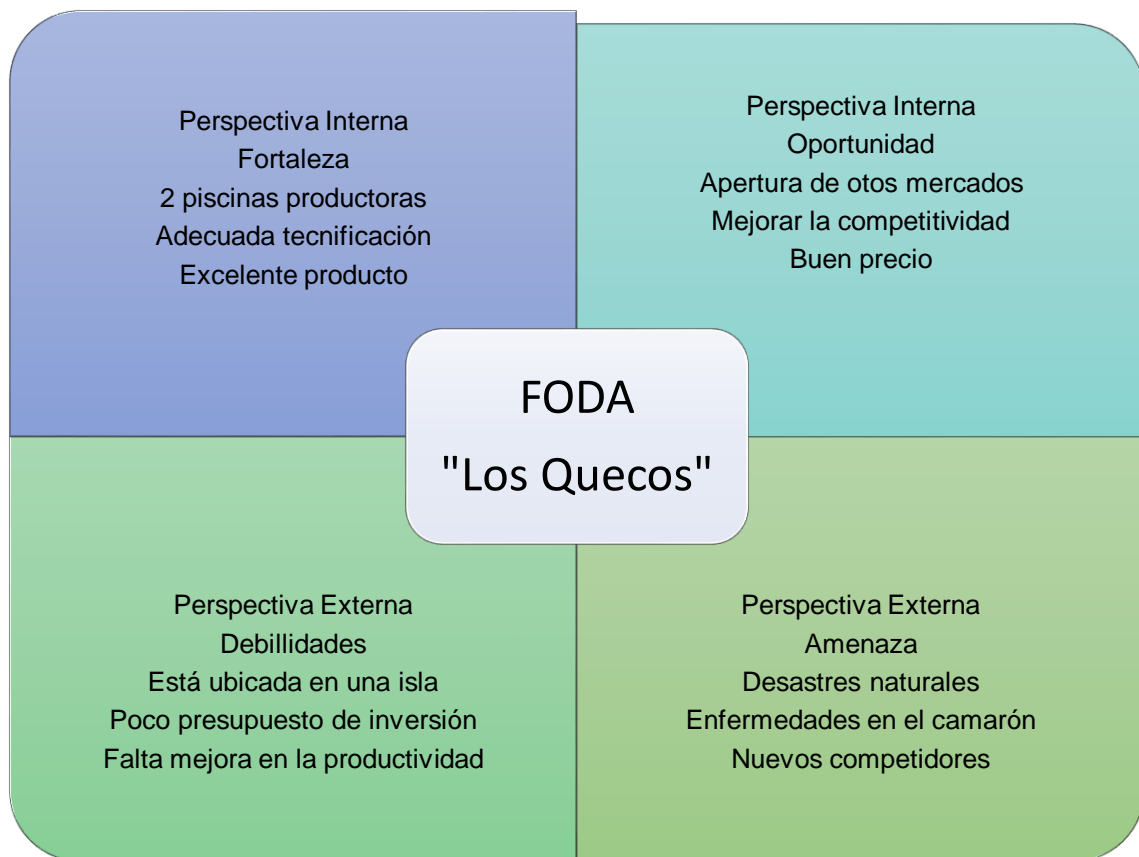 Perspectiva Interna
Fortaleza
2 piscinas productoras
Adecuada tecnificación
Excelente producto
Perspectiva Interna
Oportunidad
Apertura de otos mercados
Mejorar la competitividad
Buen precio
FODA
"Los Quecos"
Perspectiva Externa
Debillidades
Está ubicada en una isla
Poco presupuesto de inversión
Falta mejora en la productividad
Perspectiva Externa
Amenaza
Desastres naturales
Enfermedades en el camarón
Nuevos competidores